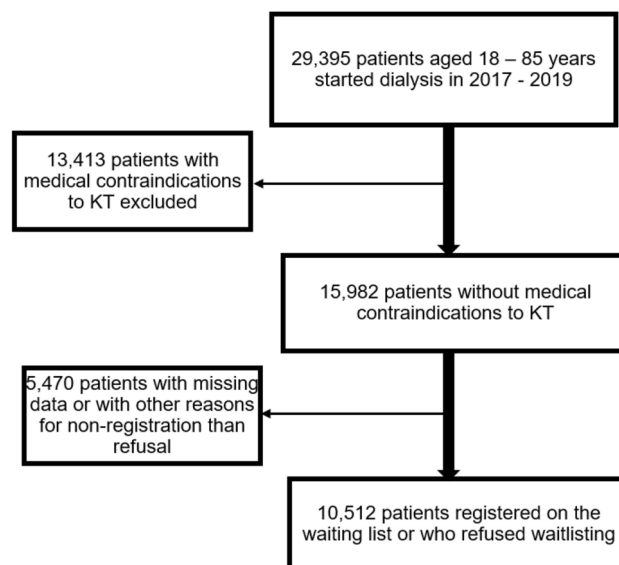 29,395 patients aged 18 – 85 years
started dialysis in 2017 - 2019
13,413 patients with
medical contraindications
to KT excluded
15,982 patients without medical
contraindications to KT
5,470 patients with missing
data or with other reasons
for non-registration than
refusal
10,512 patients registered on the
waiting list or who refused waitlisting